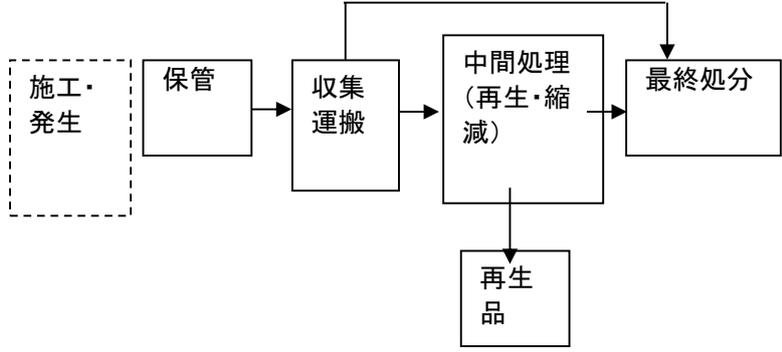 施工・
発生
保管
収集
運搬
中間処理
（再生・縮
減）
最終処分
再生
品